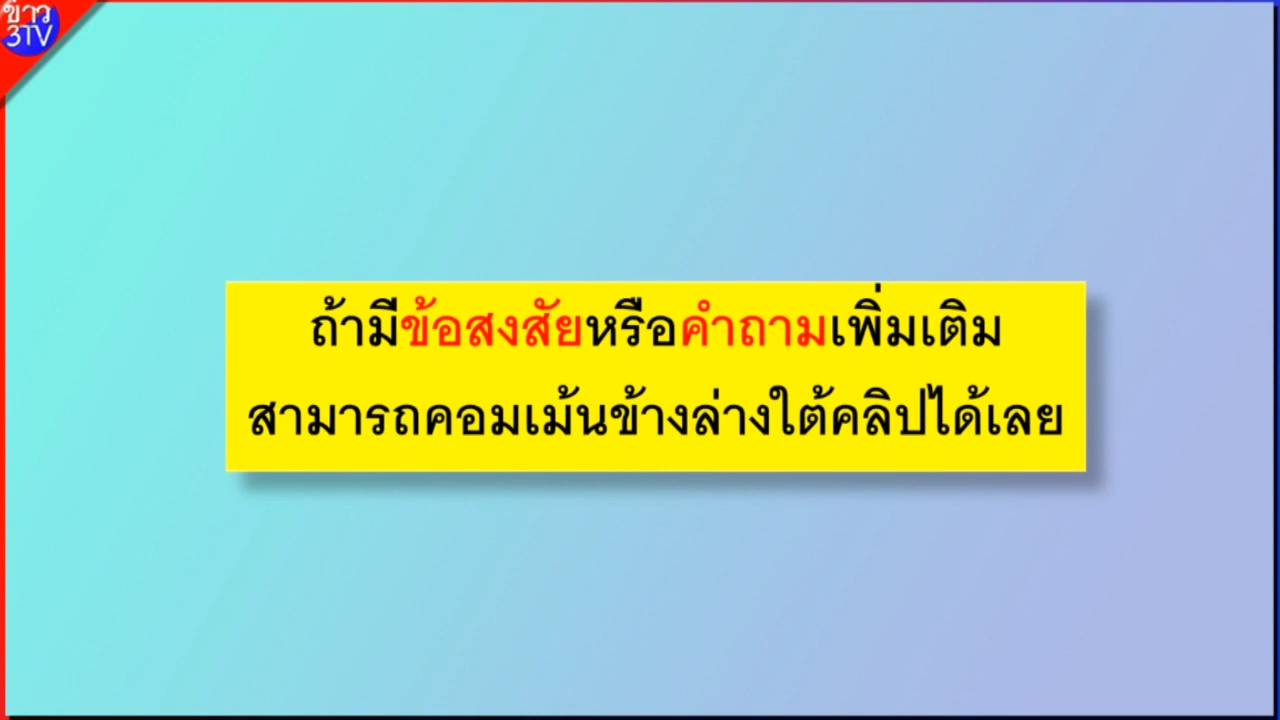 ข่าว
3TV
ถ้ามีข้อสงสัยหรือคำถามเพิ่มเติม
สามารถคอมเม้นข้างล่างใต้คลิปได้เลย